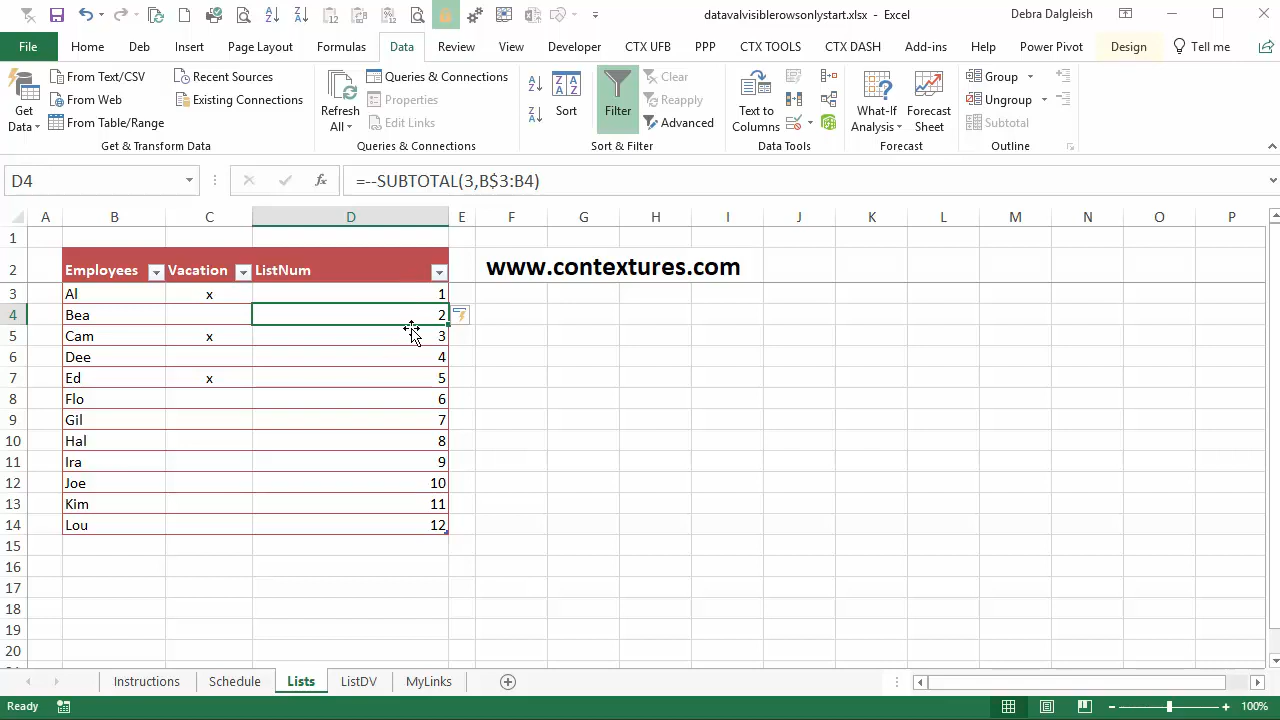 datavalvisiblerowsonlystart.xlsx - Excel
Debra Dalgleish
File Home Deb Insert Page Layout Formulas Data Review View Developer CTX UFB PPP CTX TOOLS CTX DASH Add-ins Help Power Pivot Design Tell me
Get Data
From Text/CSV
From Web
From Table/Range
Recent Sources
Existing Connections
Get & Transform Data
Refresh All
Queries & Connections
Properties
Edit Links
Queries & Connections
Sort
Filter
Clear
Reapply
Advanced
Sort & Filter
Text to Columns
Data Tools
What-If Analysis
Forecast Sheet
Forecast
Group
Ungroup
Subtotal
Outline
D4
fx
=--SUBTOTAL(3,B$3:B4)
A B C D E F G H I J K L M N O P
1
2 Employees Vacation ListNum www.contextures.com
3 Al x 1
4 Bea 2
5 Cam x 3
6 Dee 4
7 Ed x 5
8 Flo 6
9 Gil 7
10 Hal 8
11 Ira 9
12 Joe 10
13 Kim 11
14 Lou 12
15
16
17
18
19
20
Instructions Schedule Lists ListDV MyLinks
Ready
100%